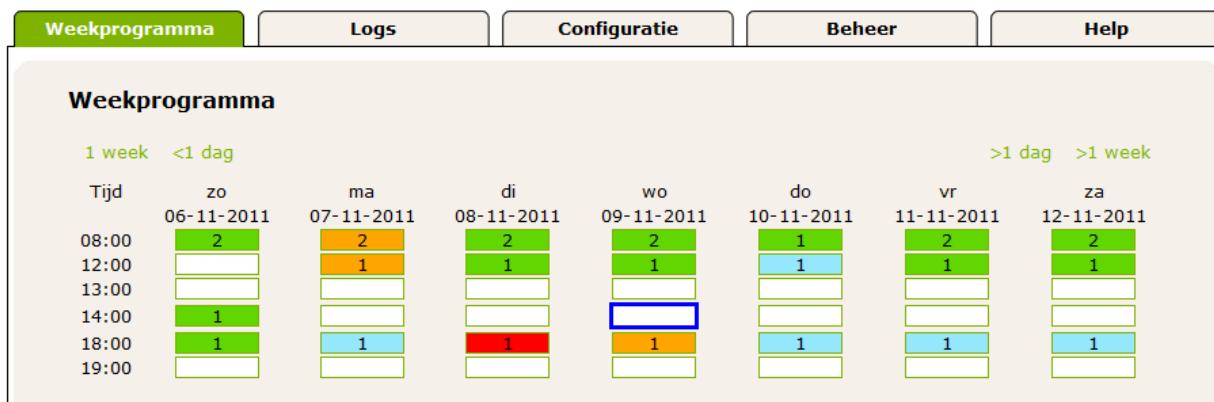 Weekprogramma Logs Configuratie Beheer Help
Weekprogramma
1 week <1 dag >1 dag >1 week
Tijd zo ma di wo do vr za
06-11-2011 07-11-2011 08-11-2011 09-11-2011 10-11-2011 11-11-2011 12-11-2011
08:00 2 2 2 2 1 2 2
12:00 1 1 1 1 1 1
13:00
14:00 1
18:00 1 1 1 1 1 1 1
19:00